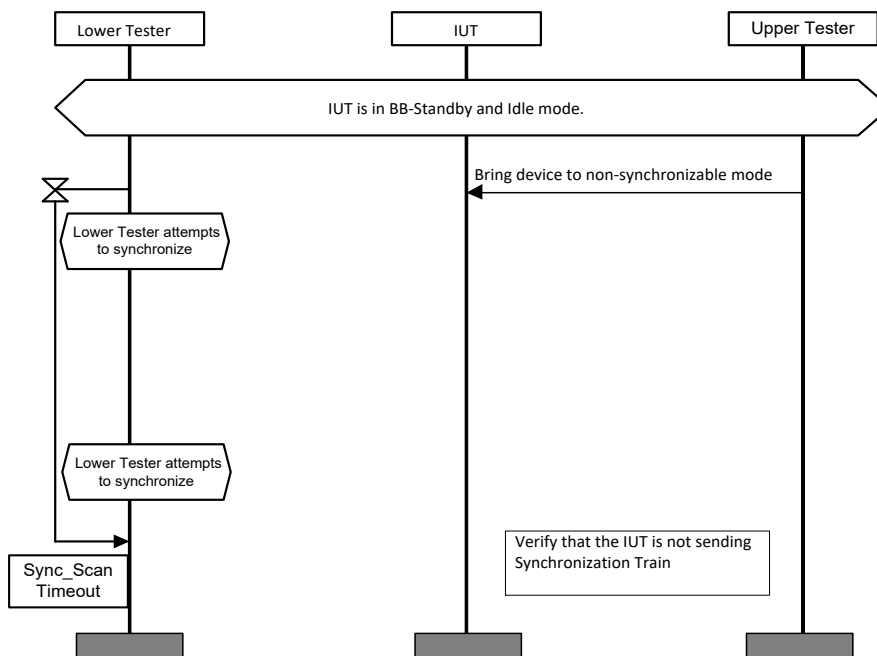 Lower Tester
IUT
Upper Tester
IUT is in BB-Standby and Idle mode.
Bring device to non-synchronizable mode
Lower Tester attempts
to synchronize
Lower Tester attempts
to synchronize
Verify that the IUT is not sending
Synchronization Train
Sync_Scan
Timeout